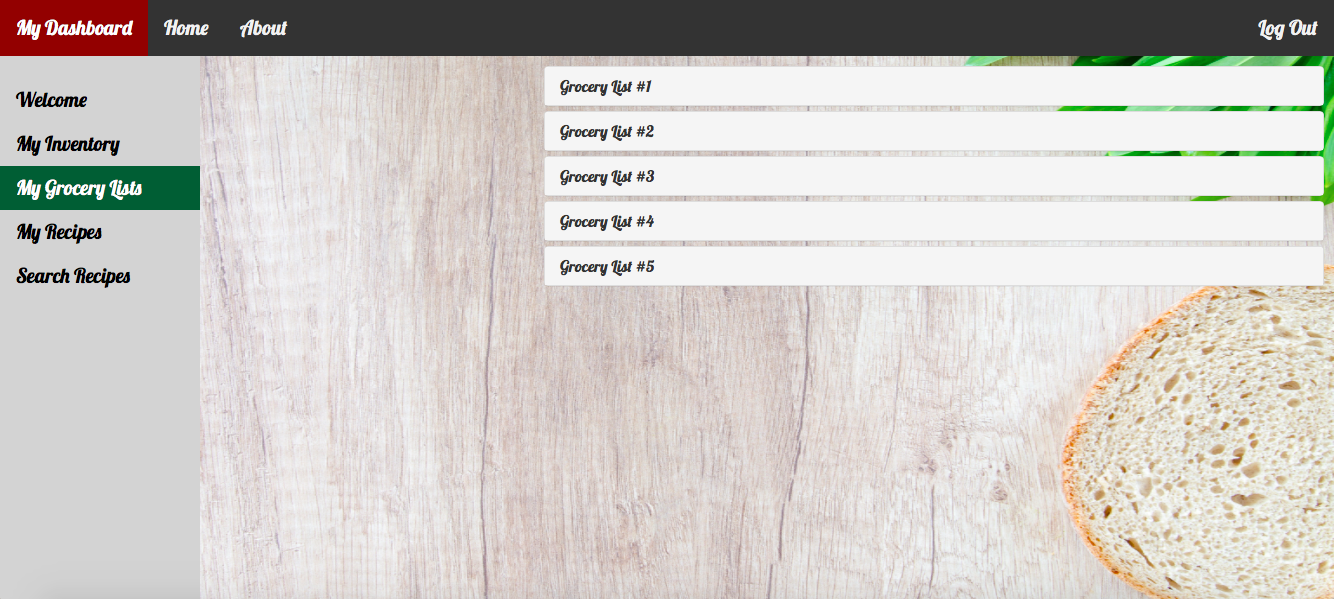 My Dashboard Home About Log Out
Welcome
My Inventory
My Grocery Lists
My Recipes
Search Recipes
Grocery List #1
Grocery List #2
Grocery List #3
Grocery List #4
Grocery List #5